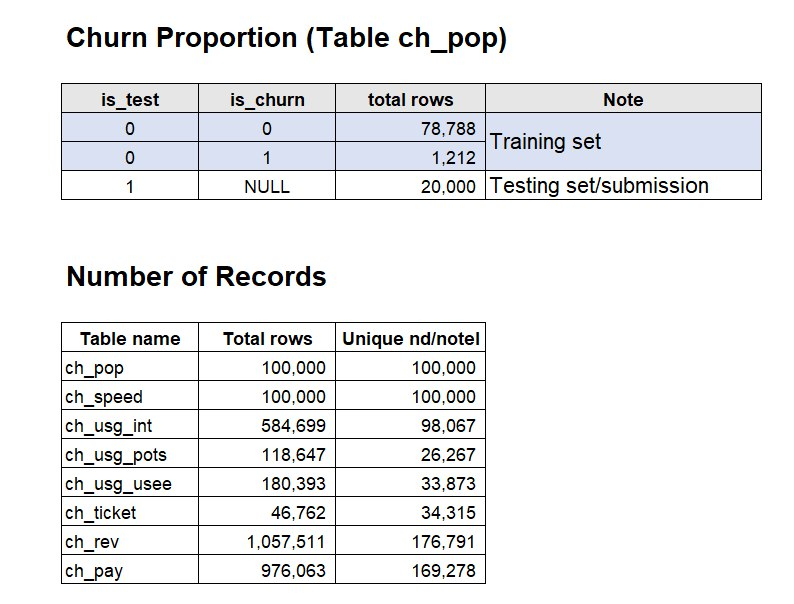 Churn Proportion (Table ch_pop)
is_test is_churn total rows Note
0 0 78,788 Training set
0 1 1,212
1 NULL 20,000 Testing set/submission
Number of Records
Table name Total rows Unique nd/notel
ch_pop 100,000 100,000
ch_speed 100,000 100,000
ch_usg_int 584,699 98,067
ch_usg_pots 118,647 26,267
ch_usg_usee 180,393 33,873
ch_ticket 46,762 34,315
ch_rev 1,057,511 176,791
ch_pay 976,063 169,278